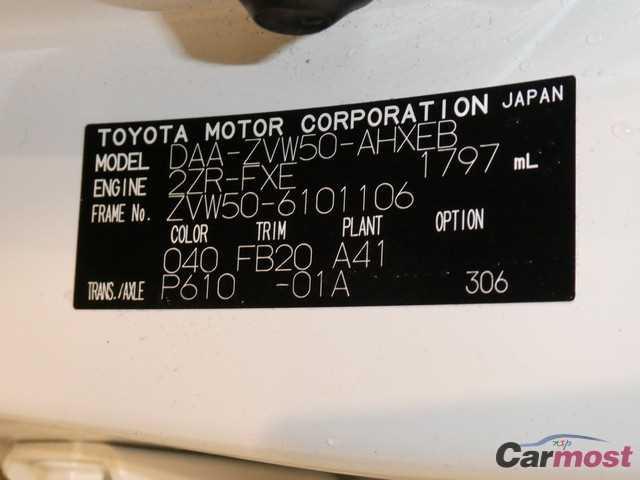 TOYOTA MOTOR CORPORATION JAPAN
MODEL DAA-ZVW50-AHXEB
ENGINE 2ZR-FXE 1797 mL
FRAME No. ZVW50-6101106
COLOR TRIM PLANT OPTION
040 FB20 A41
TRANS./AXLE P610 -01A 306
nsp
Carmost